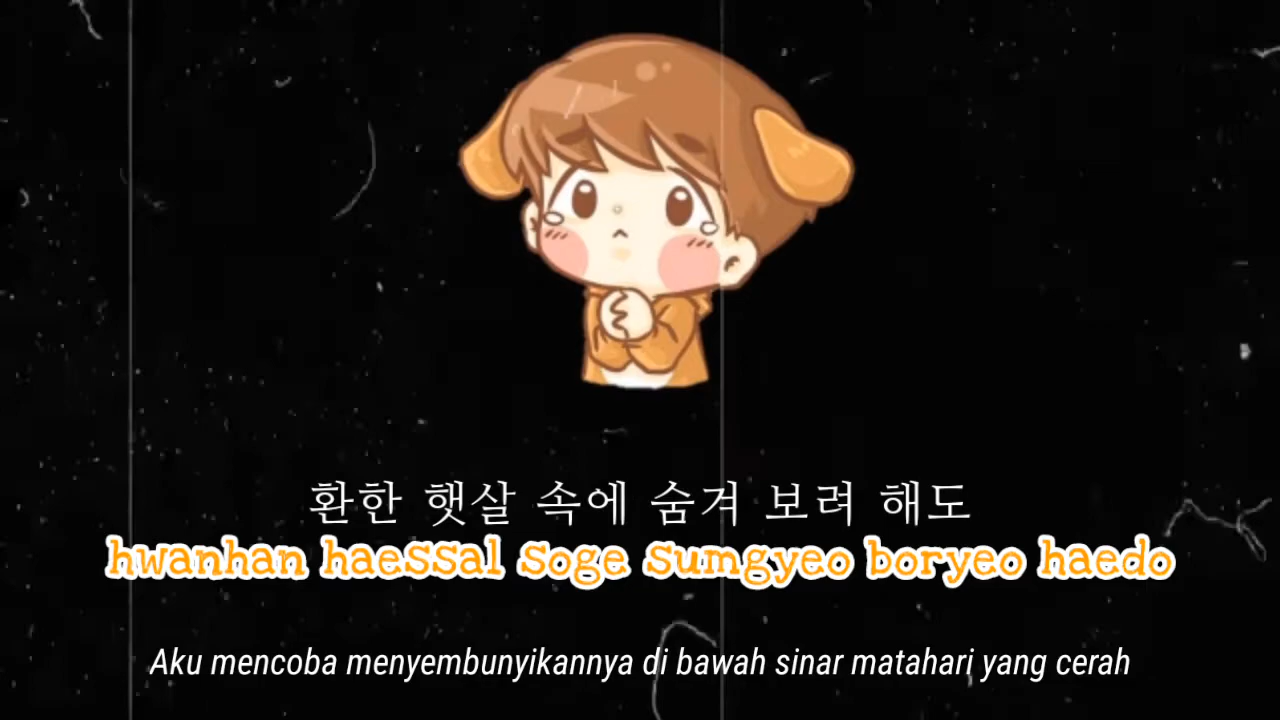 환한 햇살 속에 숨겨 보려 해도
hwanhan haessal soge sumgyeo boryeo haedo
Aku mencoba menyembunyikannya di bawah sinar matahari yang cerah